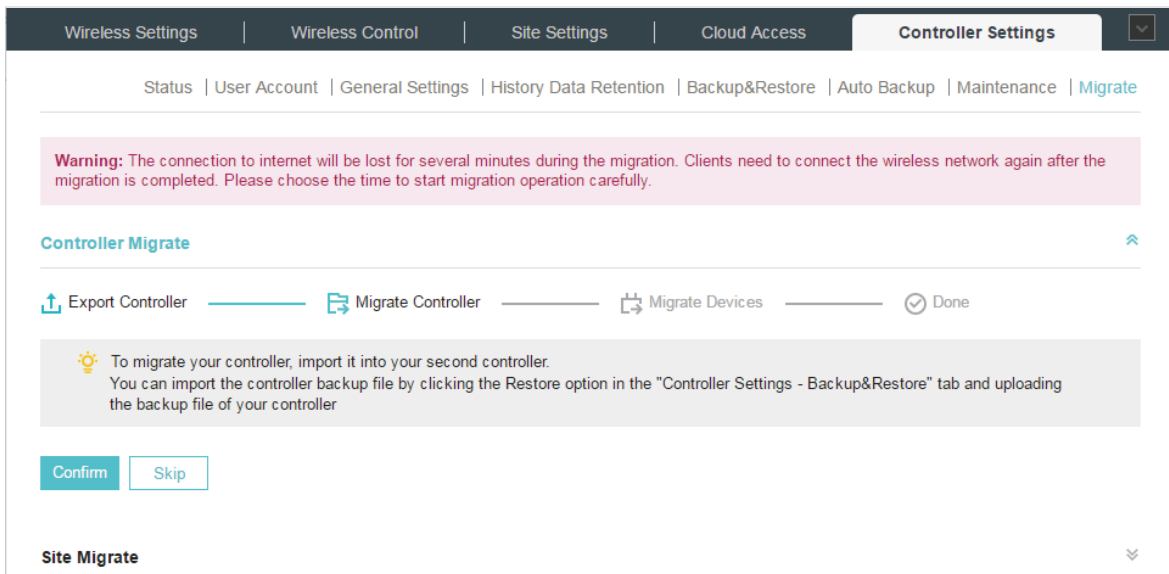 Wireless Settings | Wireless Control | Site Settings | Cloud Access Controller Settings
Status | User Account | General Settings | History Data Retention | Backup&Restore | Auto Backup | Maintenance | Migrate
Warning: The connection to internet will be lost for several minutes during the migration. Clients need to connect the wireless network again after the
migration is completed. Please choose the time to start migration operation carefully.
Controller Migrate
Export Controller Migrate Controller Migrate Devices Done
To migrate your controller, import it into your second controller.
You can import the controller backup file by clicking the Restore option in the "Controller Settings - Backup&Restore" tab and uploading
the backup file of your controller
Confirm Skip
Site Migrate